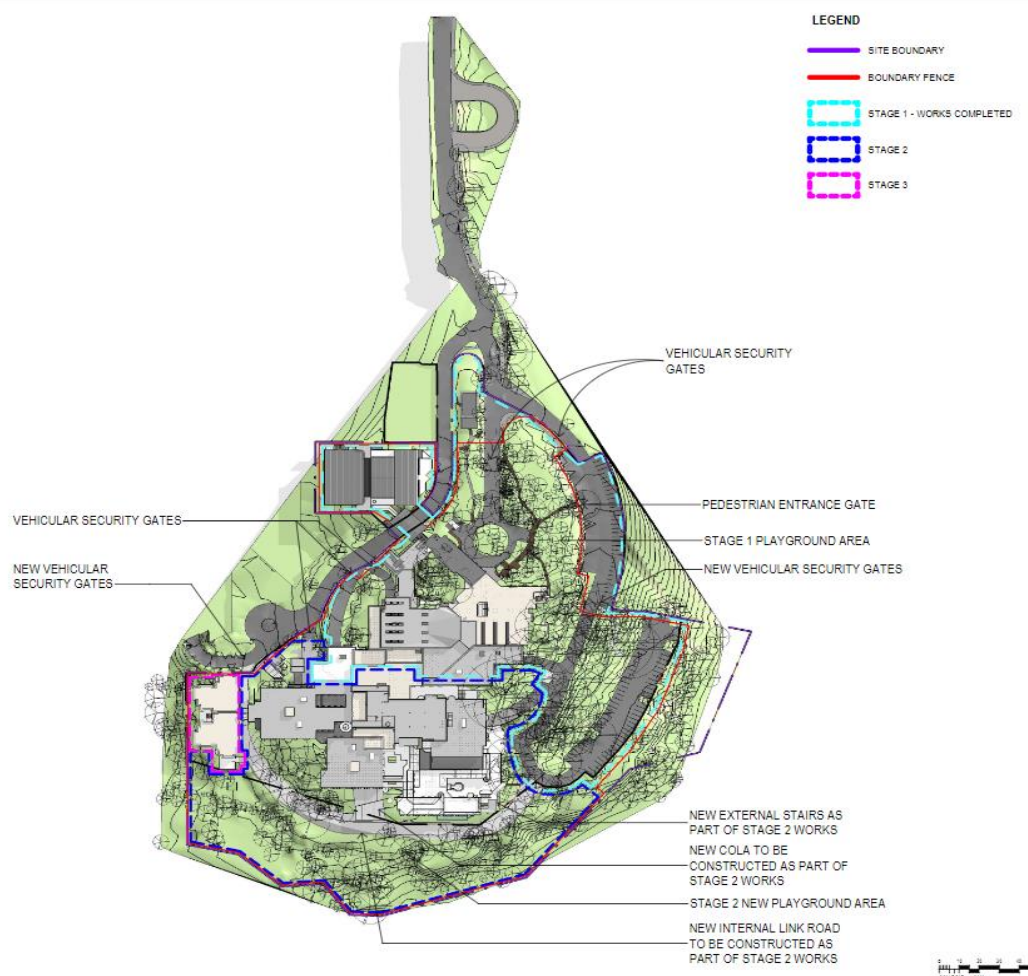 LEGEND
SITE BOUNDARY
BOUNDARY FENCE
STAGE 1 - WORKS COMPLETED
STAGE 2
STAGE 3
VEHICULAR SECURITY
GATES
PEDESTRIAN ENTRANCE GATE
STAGE 1 PLAYGROUND AREA
NEW VEHICULAR SECURITY GATES
VEHICULAR SECURITY GATES
NEW VEHICULAR
SECURITY GATES
NEW EXTERNAL STAIRS AS
PART OF STAGE 2 WORKS
NEW COLA TO BE
CONSTRUCTED AS PART OF
STAGE 2 WORKS
STAGE 2 NEW PLAYGROUND AREA
NEW INTERNAL LINK ROAD
TO BE CONSTRUCTED AS
PART OF STAGE 2 WORKS